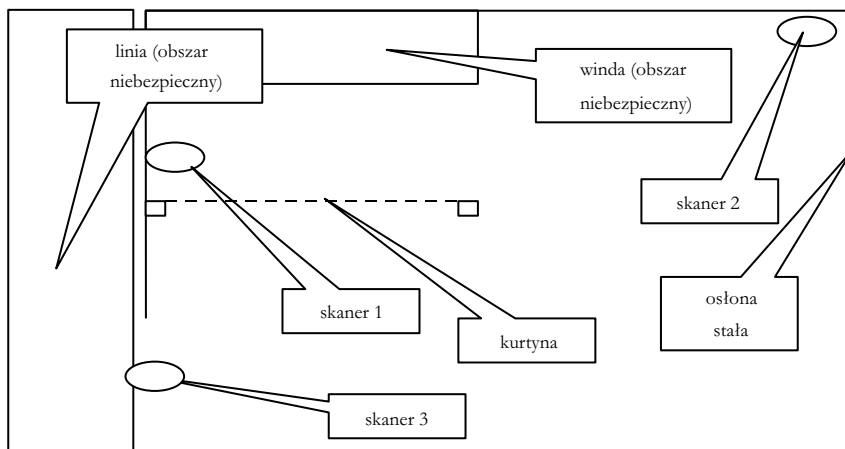 linia (obszar
niebezpieczny)
winda (obszar
niebezpieczny)
skaner 2
skaner 1
osłona
stała
kurtyna
skaner 3